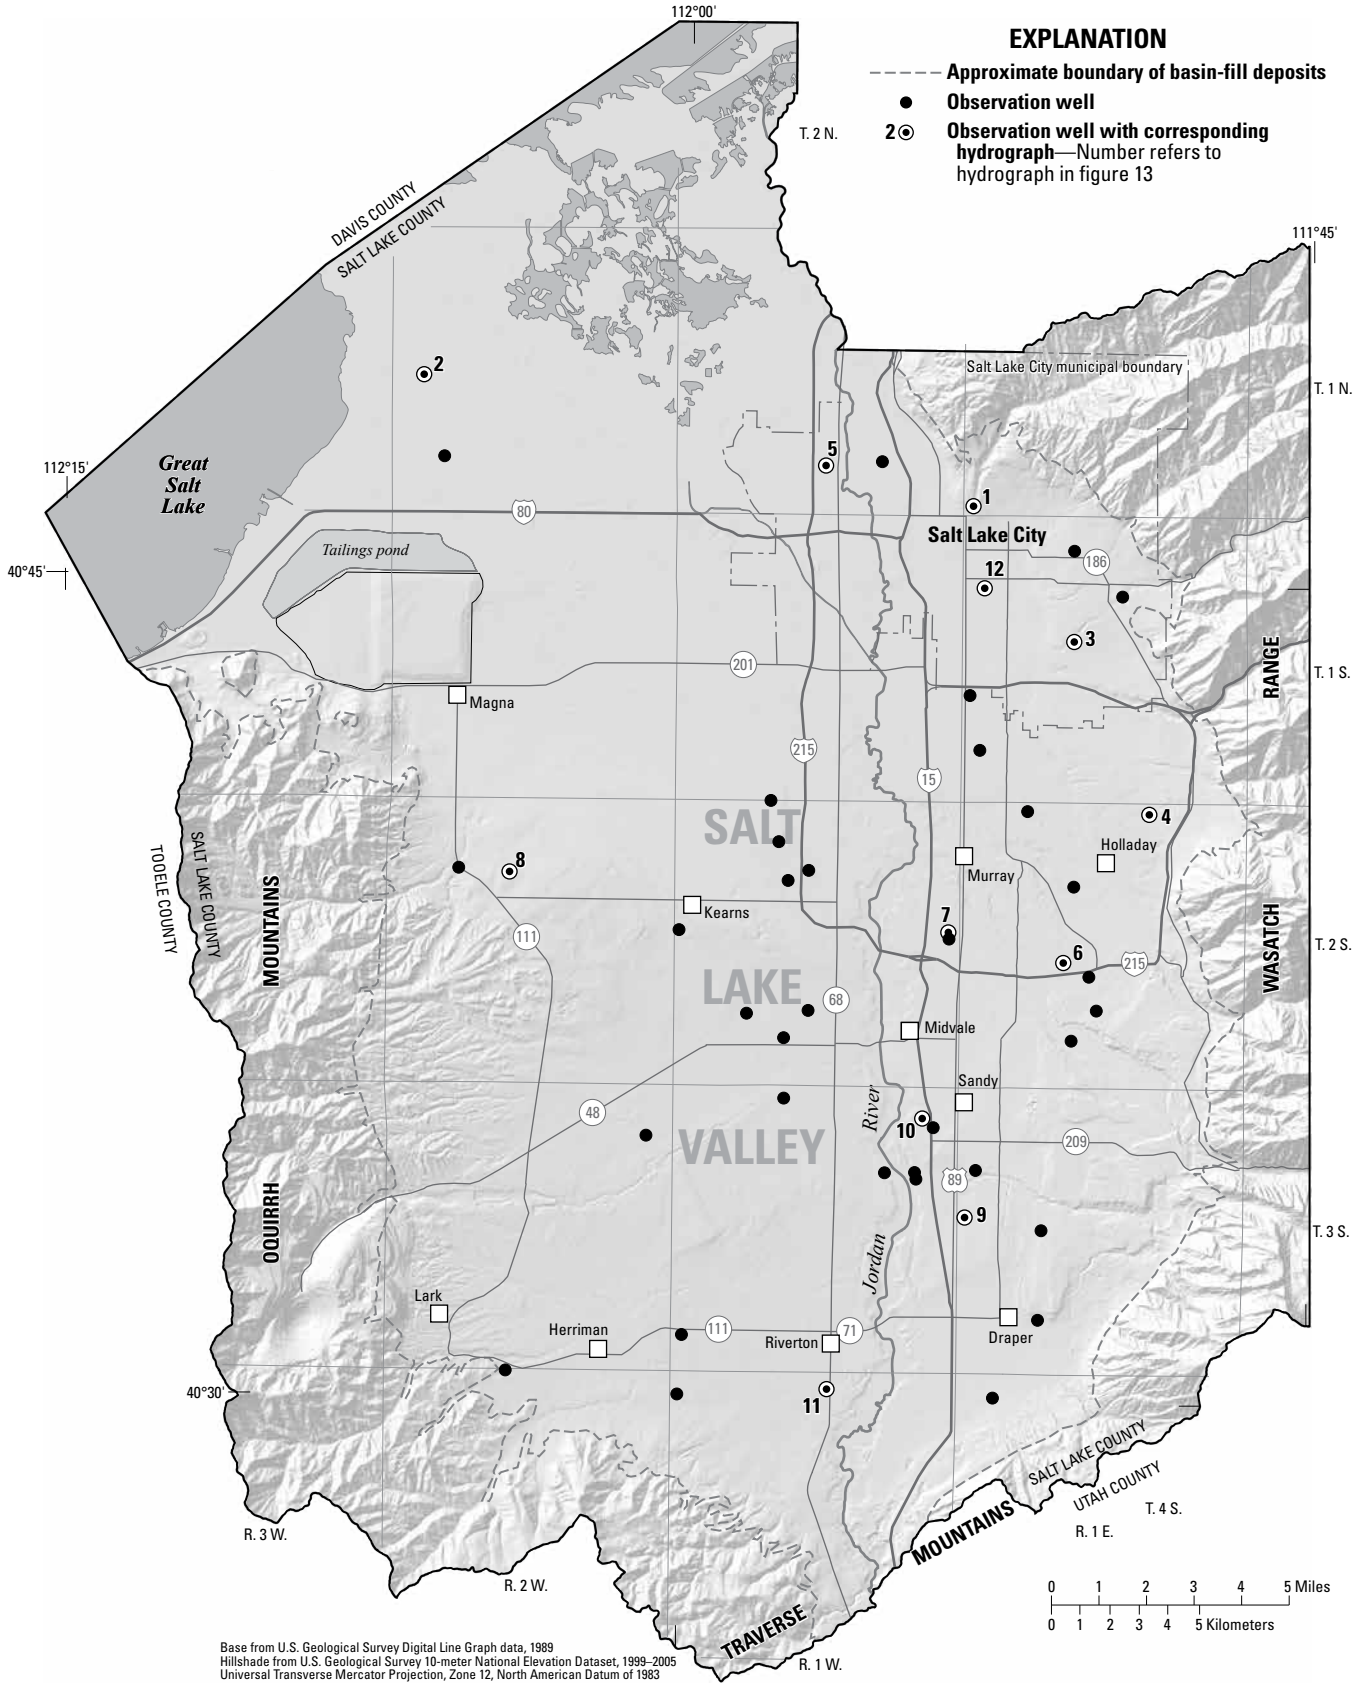 112°00'
EXPLANATION
Approximate boundary of basin-fill deposits
Observation well
2 Observation well with corresponding
hydrograph—Number refers to
hydrograph in figure 13
T. 2 N.
DAVIS COUNTY
SALT LAKE COUNTY
111°45'
Salt Lake City municipal boundary
T. 1 N.
2
5
112°15'
Great
Salt
Lake
1
80
Salt Lake City
Tailings pond
186
40°45'
12
3
RANGE
201
T. 1 S.
Magna
215
15
SALT
4
Holladay
TOOELE COUNTY
SALT LAKE COUNTY
8
Murray
MOUNTAINS
Kearns
7
111
WASATCH
T. 2 S.
6
215
LAKE
68
Midvale
Sandy
River
48
10
VALLEY
209
89
OQUIRRH
9
T. 3 S.
Jordan
Lark
Herriman
111
Riverton
71
Draper
40°30'
11
SALT LAKE COUNTY
UTAH COUNTY
T. 4 S.
R. 3 W.
R. 1 E.
MOUNTAINS
R. 2 W.
0 1 2 3 4 5 Miles
0 1 2 3 4 5 Kilometers
TRAVERSE
R. 1 W.
Base from U.S. Geological Survey Digital Line Graph data, 1989
Hillshade from U.S. Geological Survey 10-meter National Elevation Dataset, 1999–2005
Universal Transverse Mercator Projection, Zone 12, North American Datum of 1983